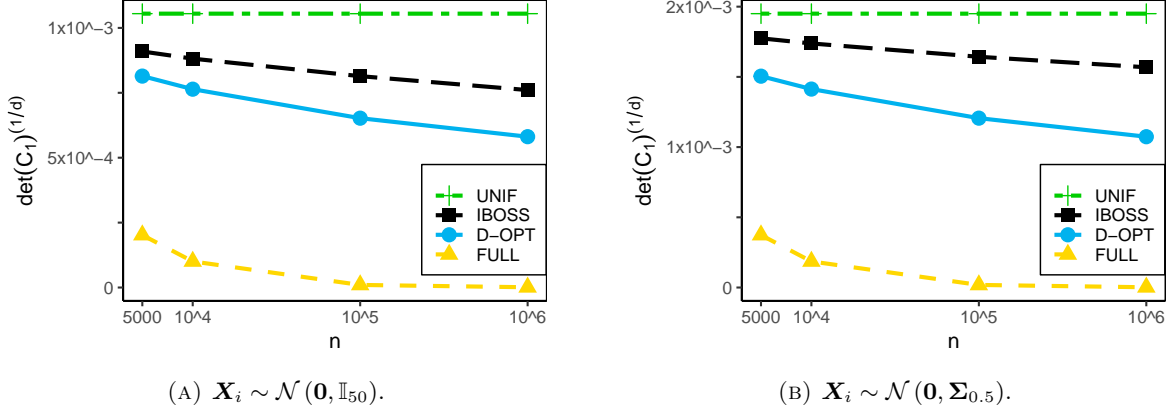 1x10^−3
5x10^−4
0
det(C₁)^(1/d)
5000 10^4 10^5 10^6
n
UNIF
IBOSS
D−OPT
FULL
(A) Xᵢ ∼ N (0, 𝕀₅₀).
2x10^−3
1x10^−3
0
det(C₁)^(1/d)
5000 10^4 10^5 10^6
n
UNIF
IBOSS
D−OPT
FULL
(B) Xᵢ ∼ N (0, Σ₀.₅).